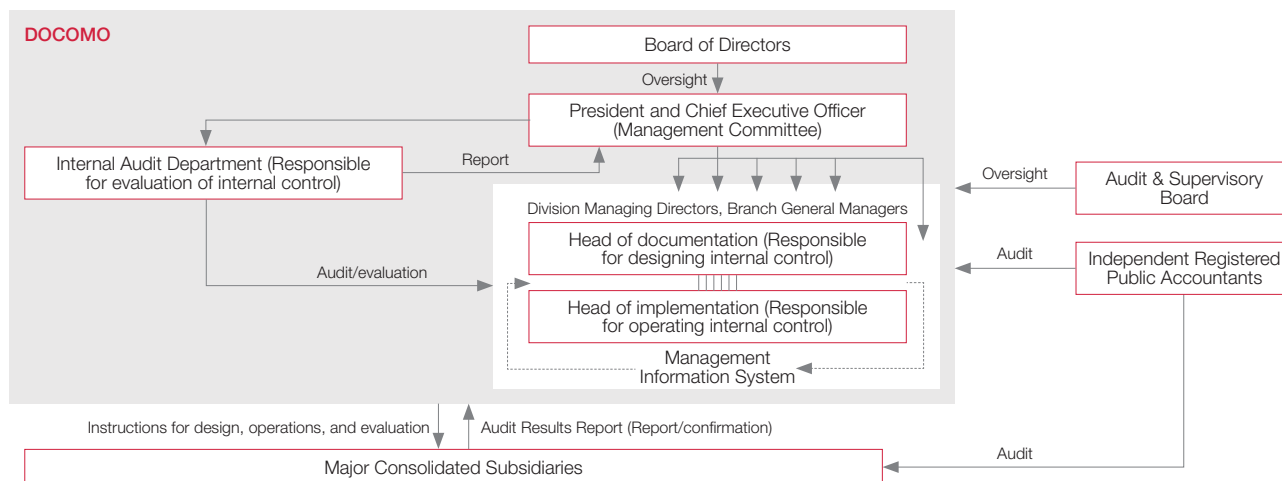 DOCOMO
Board of Directors
Oversight
President and Chief Executive Officer
(Management Committee)
Internal Audit Department (Responsible
for evaluation of internal control)
Report
Oversight
Audit & Supervisory
Board
Division Managing Directors, Branch General Managers
Head of documentation (Responsible
for designing internal control)
Audit/evaluation
Audit
Independent Registered
Public Accountants
Head of implementation (Responsible
for operating internal control)
Management
Information System
Instructions for design, operations, and evaluation
Audit Results Report (Report/confirmation)
Major Consolidated Subsidiaries
Audit